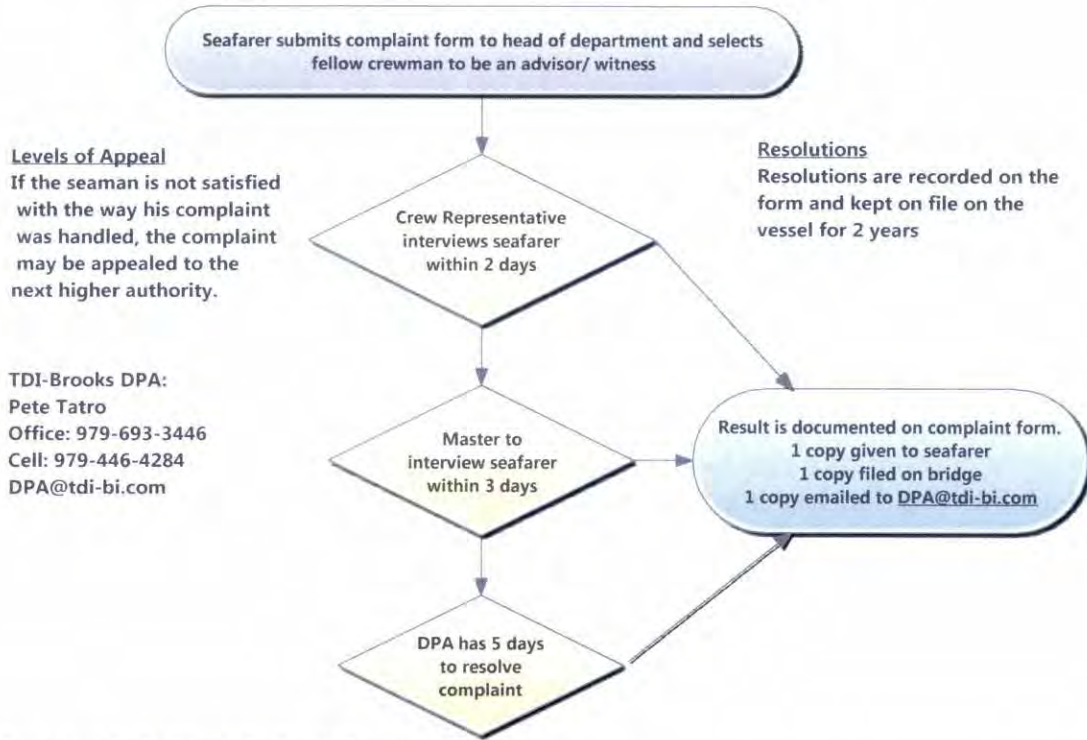 Seafarer submits complaint form to head of department and selects
fellow crewman to be an advisor/ witness
Levels of Appeal
If the seaman is not satisfied
with the way his complaint
was handled, the complaint
may be appealed to the
next higher authority.
Resolutions
Resolutions are recorded on the
form and kept on file on the
vessel for 2 years
Crew Representative
interviews seafarer
within 2 days
TDI-Brooks DPA:
Pete Tatro
Office: 979-693-3446
Cell: 979-446-4284
DPA@tdi-bi.com
Master to
interview seafarer
within 3 days
Result is documented on complaint form.
1 copy given to seafarer
1 copy filed on bridge
1 copy emailed to DPA@tdi-bi.com
DPA has 5 days
to resolve
complaint